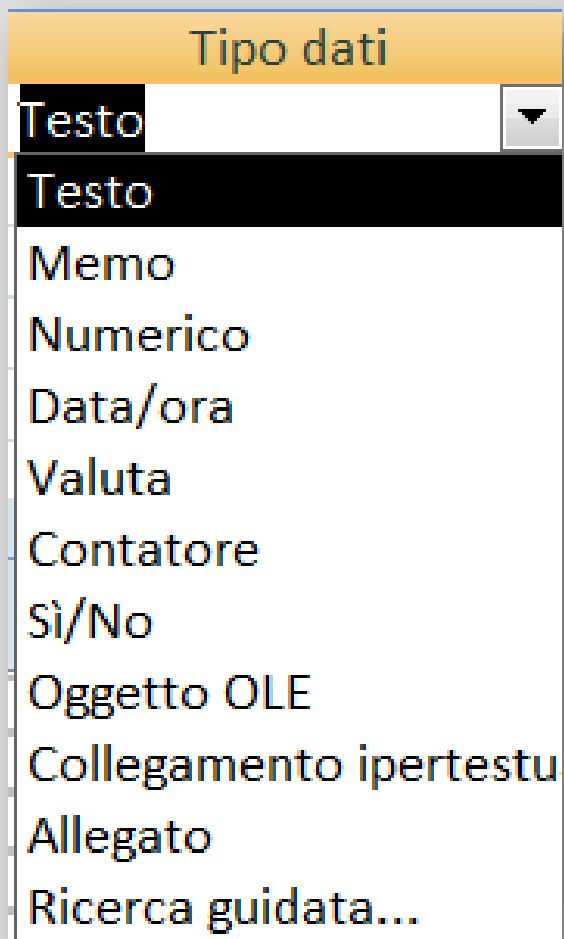 Tipo dati
Testo
Testo
Memo
Numerico
Data/ora
Valuta
Contatore
Sì/No
Oggetto OLE
Collegamento ipertestu
Allegato
Ricerca guidata...